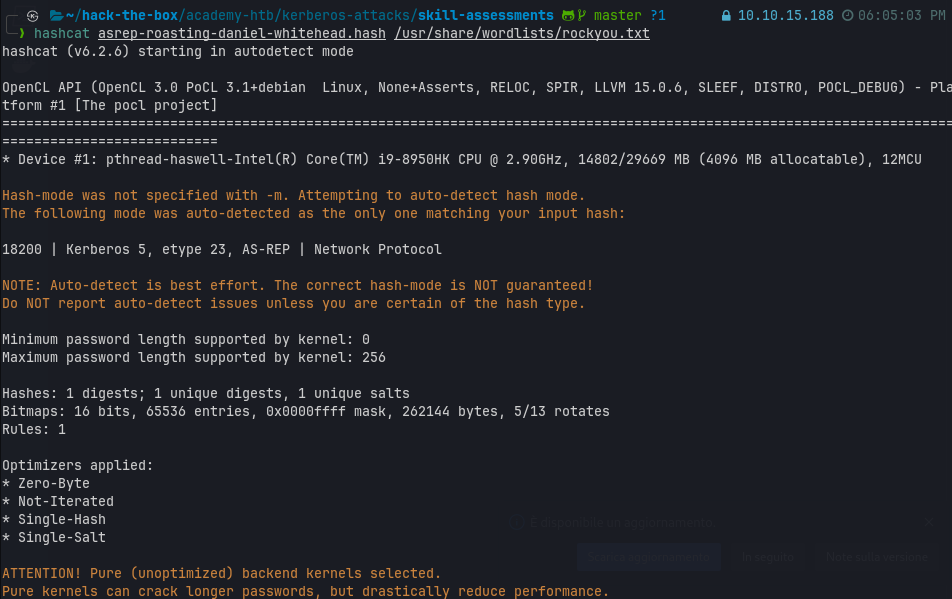 ~/hack-the-box/academy-htb/kerberos-attacks/skill-assessments master ?1 10.10.15.188 06:05:03 PM
hashcat asrep-roasting-daniel-whitehead.hash /usr/share/wordlists/rockyou.txt
hashcat (v6.2.6) starting in autodetect mode
OpenCL API (OpenCL 3.0 PoCL 3.1+debian  Linux, None+Asserts, RELOC, SPIR, LLVM 15.0.6, SLEEF, DISTRO, POCL_DEBUG) - Pla
tform #1 [The pocl project]
=======================================================================================================================
===========================
* Device #1: pthread-haswell-Intel(R) Core(TM) i9-8950HK CPU @ 2.90GHz, 14802/29669 MB (4096 MB allocatable), 12MCU
Hash-mode was not specified with -m. Attempting to auto-detect hash mode.
The following mode was auto-detected as the only one matching your input hash:
18200 | Kerberos 5, etype 23, AS-REP | Network Protocol
NOTE: Auto-detect is best effort. The correct hash-mode is NOT guaranteed!
Do NOT report auto-detect issues unless you are certain of the hash type.
Minimum password length supported by kernel: 0
Maximum password length supported by kernel: 256
Hashes: 1 digests; 1 unique digests, 1 unique salts
Bitmaps: 16 bits, 65536 entries, 0x0000ffff mask, 262144 bytes, 5/13 rotates
Rules: 1
Optimizers applied:
* Zero-Byte
* Not-Iterated
* Single-Hash
* Single-Salt
È disponibile un aggiornamento
In seguito Note sulla versione
ATTENTION! Pure (unoptimized) backend kernels selected.
Pure kernels can crack longer passwords, but drastically reduce performance.